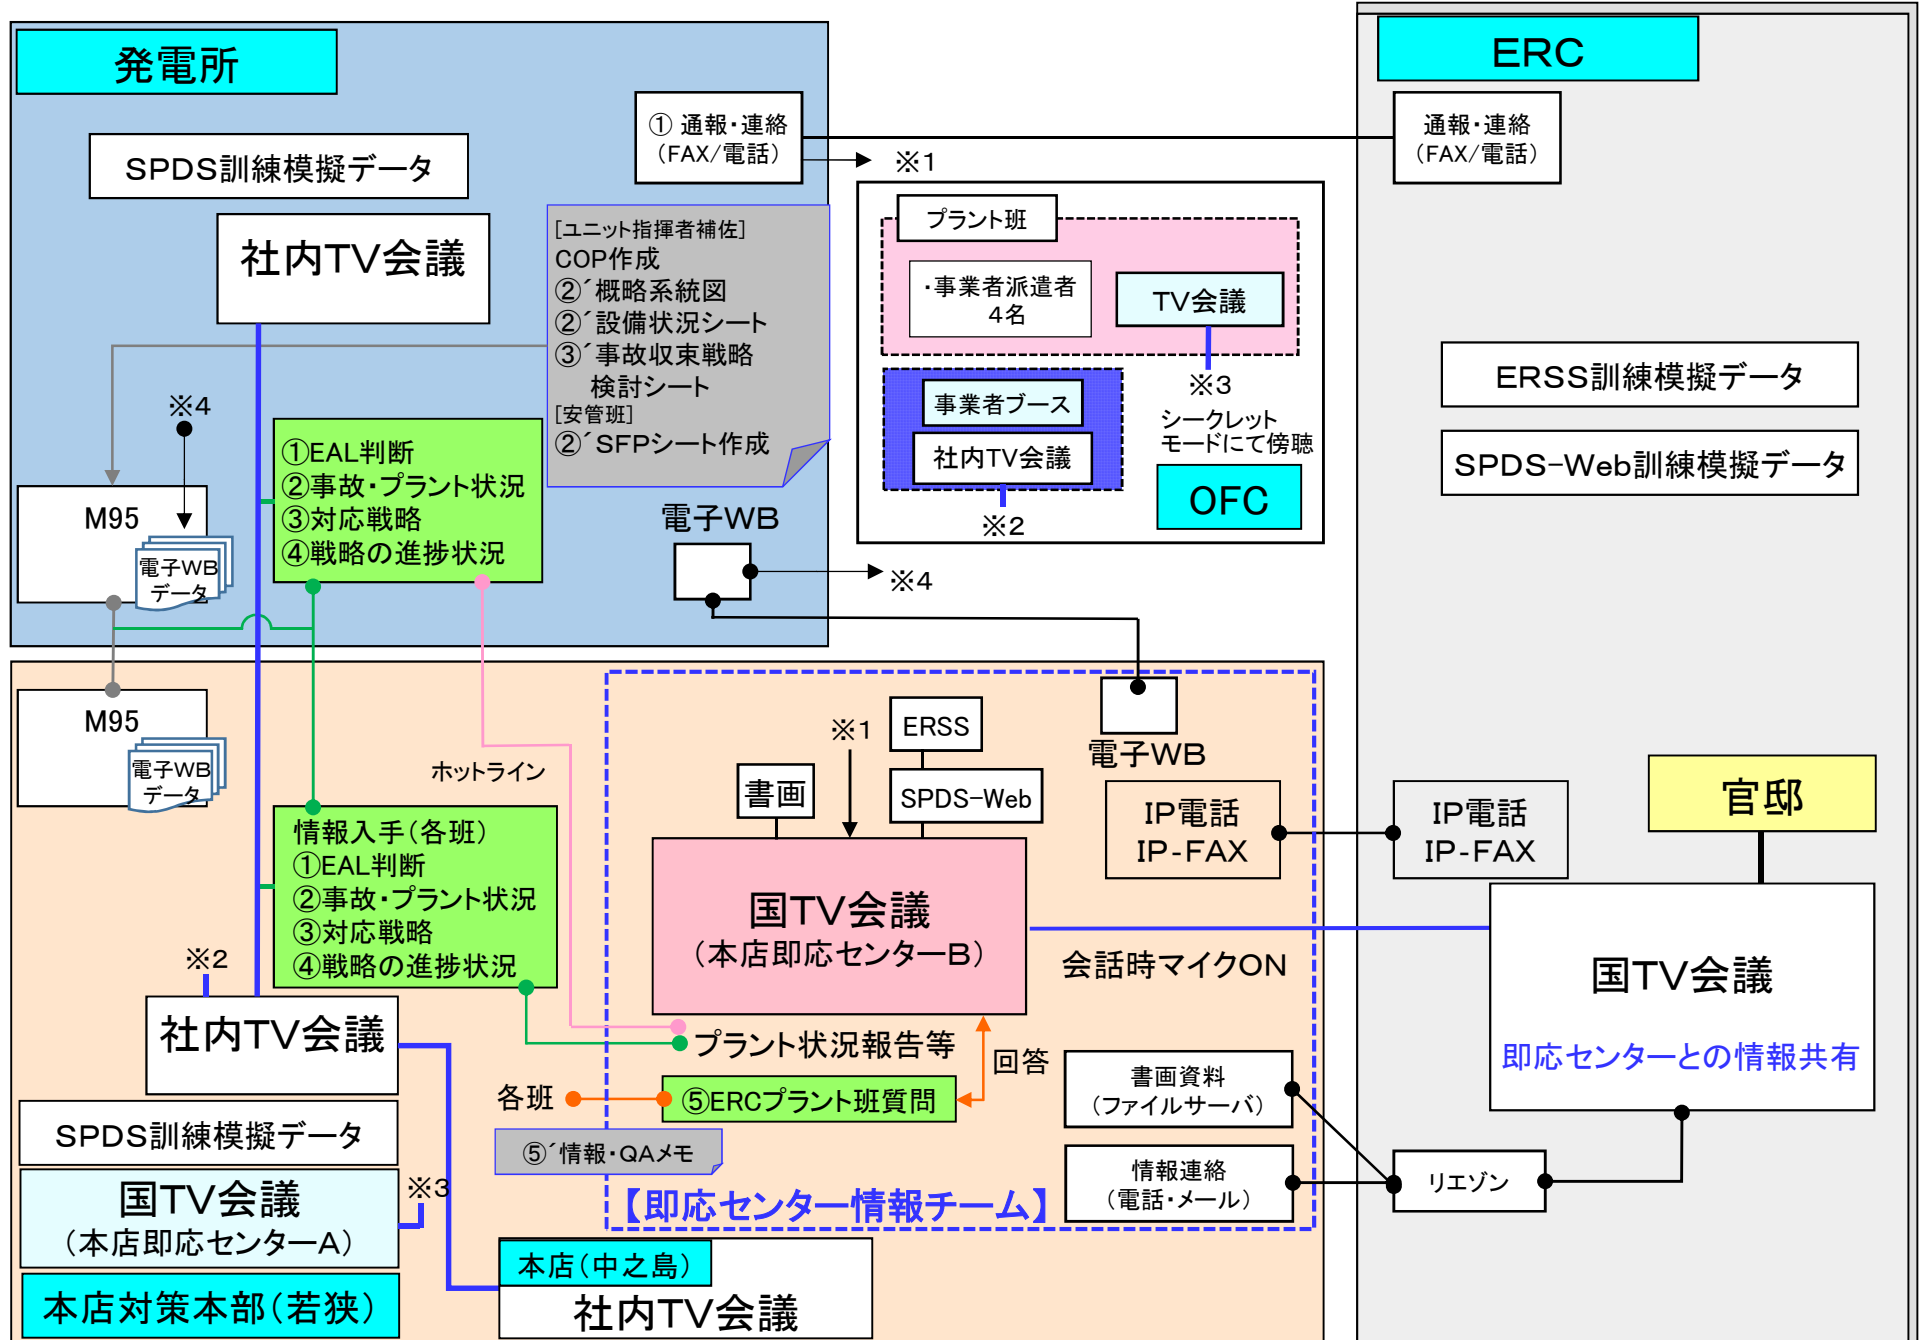 発電所
SPDS訓練模擬データ
社内TV会議
① 通報・連絡
（FAX/電話）
※1
[ユニット指揮者補佐]
COP作成
②´概略系統図
②´設備状況シート
③´事故収束戦略
検討シート
[安管班]
②´SFPシート作成
※4
①EAL判断
②事故・プラント状況
③対応戦略
④戦略の進捗状況
M95
電子WB
データ
電子WB
※4
プラント班
・事業者派遣者
4名
TV会議
※3
シークレット
モードにて傍聴
事業者ブース
社内TV会議
※2
OFC
ERC
通報・連絡
（FAX/電話）
ERSS訓練模擬データ
SPDS-Web訓練模擬データ
M95
電子WB
データ
ホットライン
情報入手（各班）
①EAL判断
②事故・プラント状況
③対応戦略
④戦略の進捗状況
※2
社内TV会議
SPDS訓練模擬データ
国TV会議
（本店即応センターA）
※3
本店対策本部（若狭）
※1
ERSS
SPDS-Web
書画
国TV会議
（本店即応センターB）
電子WB
IP電話
IP-FAX
会話時マイクON
プラント状況報告等
回答
各班
⑤ERCプラント班質問
⑤´情報・QAメモ
【即応センター情報チーム】
書画資料
（ファイルサーバ）
情報連絡
（電話・メール）
本店（中之島）
社内TV会議
IP電話
IP-FAX
官邸
国TV会議
即応センターとの情報共有
リエゾン